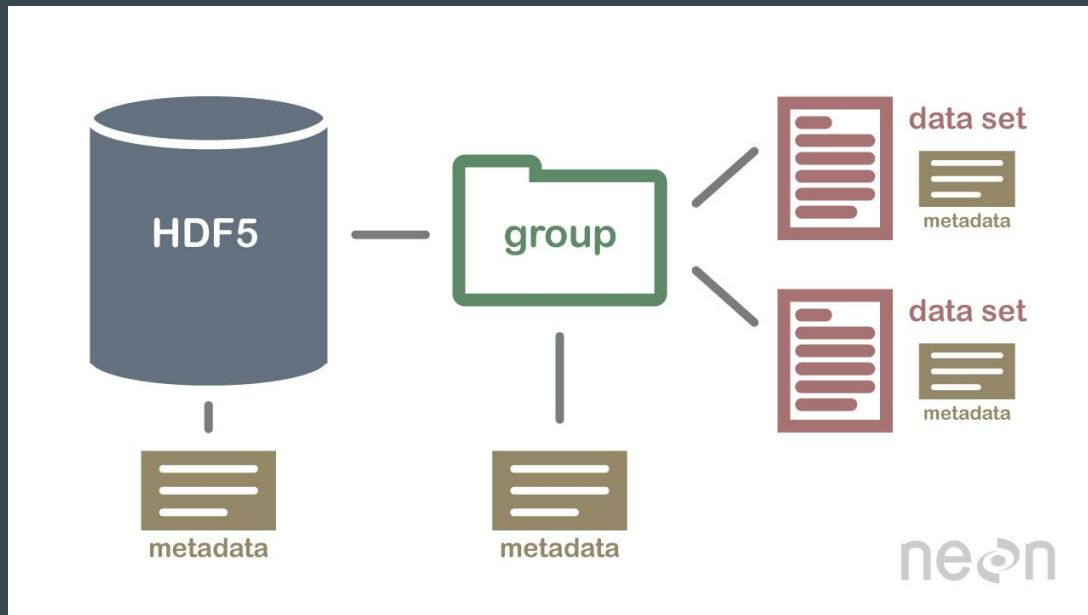 HDF5
metadata
group
metadata
data set
metadata
data set
metadata
neon